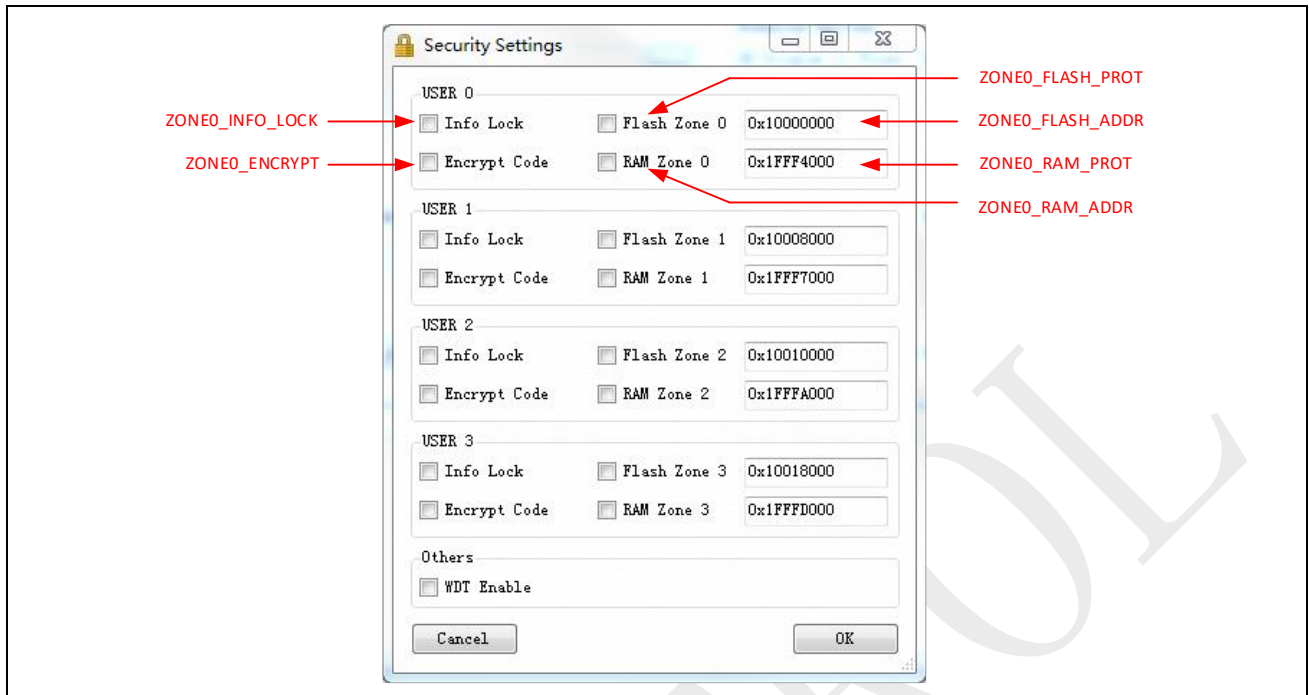 Security Settings
ZONE0_FLASH_PROT
USER 0
ZONE0_INFO_LOCK Info Lock Flash Zone 0 0x10000000 ZONE0_FLASH_ADDR
ZONE0_ENCRYPT Encrypt Code RAM Zone 0 0x1FFF4000 ZONE0_RAM_PROT
ZONE0_RAM_ADDR
USER 1
Info Lock Flash Zone 1 0x10008000
Encrypt Code RAM Zone 1 0x1FFF7000
USER 2
Info Lock Flash Zone 2 0x10010000
Encrypt Code RAM Zone 2 0x1FFFA000
USER 3
Info Lock Flash Zone 3 0x10018000
Encrypt Code RAM Zone 3 0x1FFFD000
Others
WDT Enable
Cancel OK